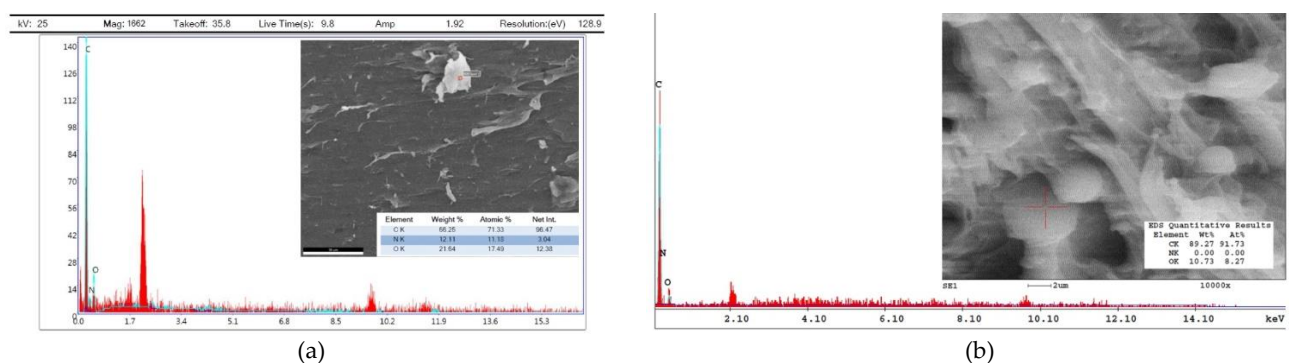 kV: 25 Mag: 1662 Takeoff: 35.8 Live Time(s): 9.8 Amp 1.92 Resolution:(eV) 128.9
140
126
112
98
84
70
56
42
28
14
0
C
O
N
0.0 1.7 3.4 5.1 6.8 8.5 10.2 11.9 13.6 15.3
Element Weight % Atomic % Net Int.
C K 66.26 71.33 96.47
N K 12.11 11.18 3.04
O K 21.64 17.49 12.38
(a)
C
N
O
EDS Quantitative Results
Element Wt% At%
CK 89.27 91.73
NK 0.00 0.00
OK 10.73 8.27
SE1 2um 10000x
2.10 4.10 6.10 8.10 10.10 12.10 14.10 keV
(b)